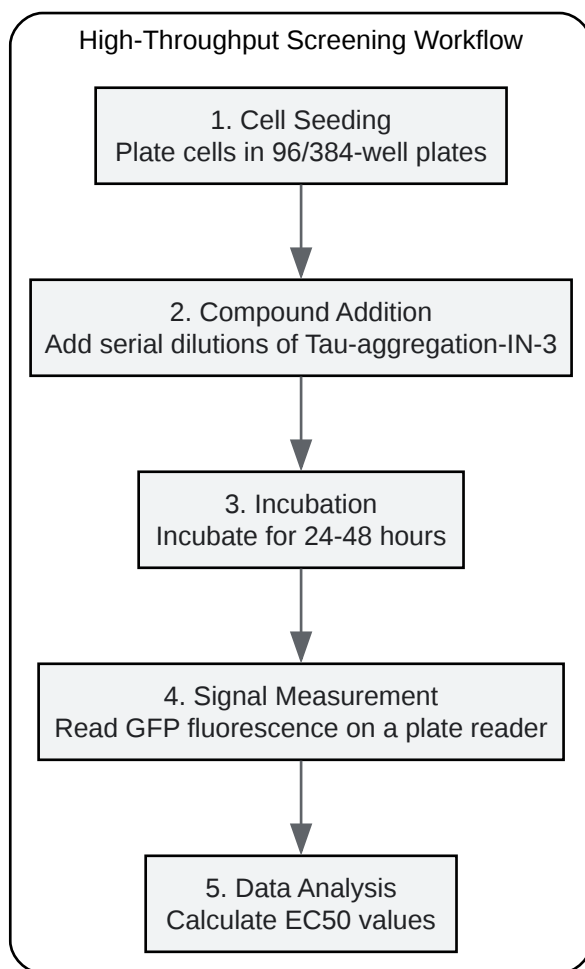 High-Throughput Screening Workflow
1. Cell Seeding
Plate cells in 96/384-well plates
2. Compound Addition
Add serial dilutions of Tau-aggregation-IN-3
3. Incubation
Incubate for 24-48 hours
4. Signal Measurement
Read GFP fluorescence on a plate reader
5. Data Analysis
Calculate EC50 values